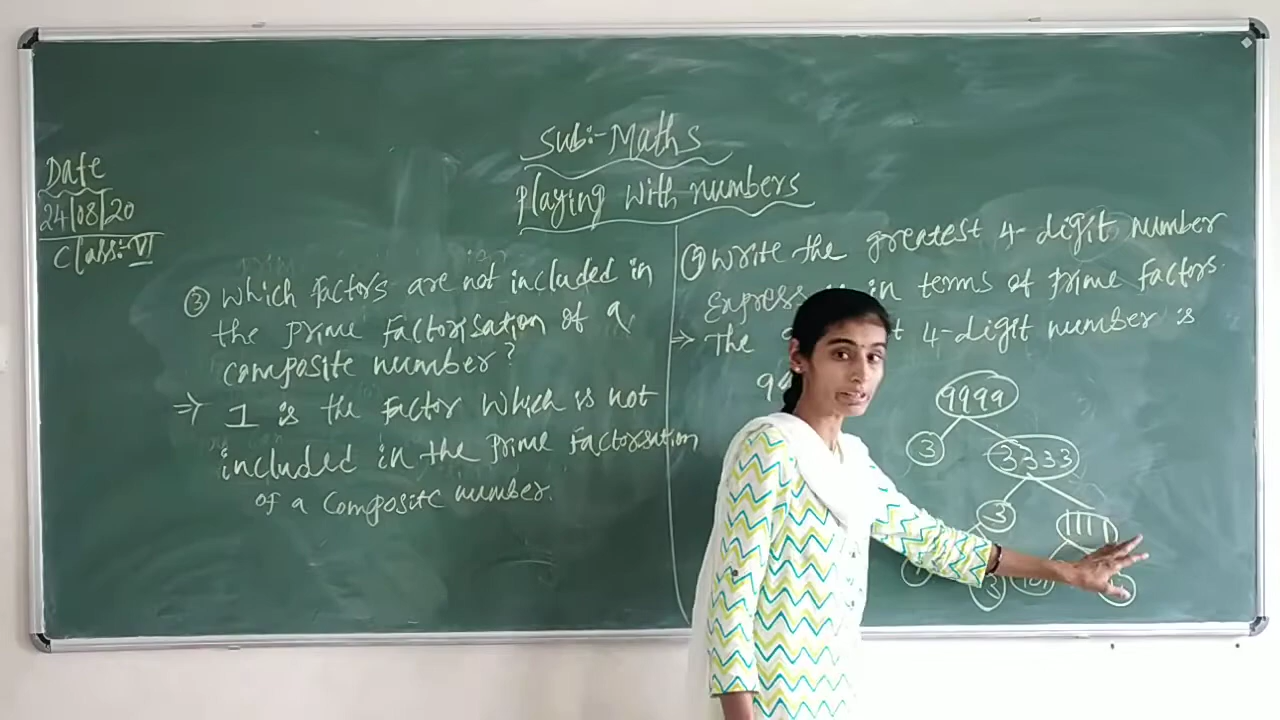 Sub:- Maths
Playing with numbers
Date
24/08/20
Class:- VI
③ Which factors are not included in
the prime factorisation of a
composite number?
⇒ 1 is the factor which is not
included in the prime factorisation
of a composite number.
Write the greatest 4-digit number
Express in terms of prime factors.
→ The 4-digit number is
9999
3
3333
3
1111
3
101